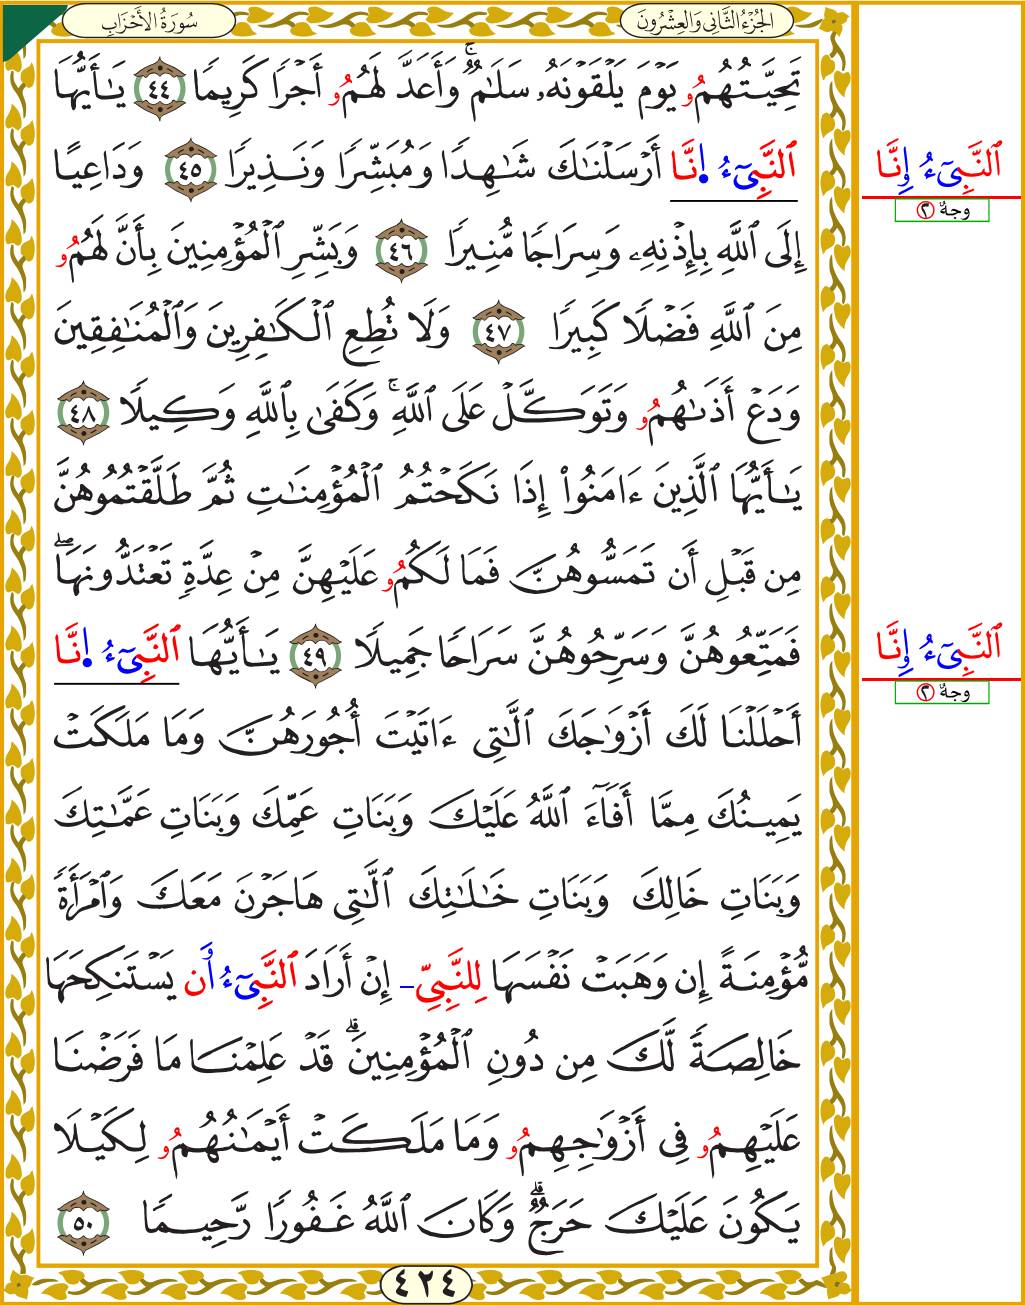 سُورَةُ الأَحْزَابِ
الجُزْءُ الثَّانِي وَالعِشْرُونَ
تَحِيَّتُهُمُۥ يَوْمَ يَلْقَوْنَهُۥ سَلَٰمٌۚ وَأَعَدَّ لَهُمُۥ أَجْرًا كَرِيمًا ٤٤ يَٰٓأَيُّهَا
ٱلنَّبِيٓءُ ا۪نَّا أَرْسَلْنَٰكَ شَٰهِدًا وَمُبَشِّرًا وَنَذِيرًا ٤٥ وَدَاعِيًا
إِلَى ٱللَّهِ بِإِذْنِهِۦ وَسِرَاجًا مُّنِيرًا ٤٦ وَبَشِّرِ ٱلْمُؤْمِنِينَ بِأَنَّ لَهُمُۥ
مِنَ ٱللَّهِ فَضْلًا كَبِيرًا ٤٧ وَلَا تُطِعِ ٱلْكَٰفِرِينَ وَٱلْمُنَٰفِقِينَ
وَدَعْ أَذَىٰهُمُۥ وَتَوَكَّلْ عَلَى ٱللَّهِۚ وَكَفَىٰ بِٱللَّهِ وَكِيلًا ٤٨
يَٰٓأَيُّهَا ٱلَّذِينَ ءَامَنُوٓا۟ إِذَا نَكَحْتُمُ ٱلْمُؤْمِنَٰتِ ثُمَّ طَلَّقْتُمُوهُنَّ
مِن قَبْلِ أَن تَمَسُّوهُنَّ فَمَا لَكُمُۥ عَلَيْهِنَّ مِنْ عِدَّةٍ تَعْتَدُّونَهَاۖ
فَمَتِّعُوهُنَّ وَسَرِّحُوهُنَّ سَرَاحًا جَمِيلًا ٤٩ يَٰٓأَيُّهَا ٱلنَّبِيٓءُ ا۪نَّا
أَحْلَلْنَا لَكَ أَزْوَٰجَكَ ٱلَّٰتِي ءَاتَيْتَ أُجُورَهُنَّ وَمَا مَلَكَتْ
يَمِينُكَ مِمَّا أَفَآءَ ٱللَّهُ عَلَيْكَ وَبَنَاتِ عَمِّكَ وَبَنَاتِ عَمَّٰتِكَ
وَبَنَاتِ خَالِكَ وَبَنَاتِ خَٰلَٰتِكَ ٱلَّٰتِي هَاجَرْنَ مَعَكَ وَٱمْرَأَةً
مُّؤْمِنَةً إِن وَهَبَتْ نَفْسَهَا لِلنَّبِيِّ إِنْ أَرَادَ ٱلنَّبِيٓءُ وَن يَسْتَنكِحَهَا
خَالِصَةً لَّكَ مِن دُونِ ٱلْمُؤْمِنِينَۗ قَدْ عَلِمْنَا مَا فَرَضْنَا
عَلَيْهِمُۥ فِي أَزْوَٰجِهِمُۥ وَمَا مَلَكَتْ أَيْمَٰنُهُمُۥ لِكَيْلَا
يَكُونَ عَلَيْكَ حَرَجٌۗ وَكَانَ ٱللَّهُ غَفُورًا رَّحِيمًا ٥٠
٤٢٤
ٱلنَّبِيٓءُ إِنَّا
وجهٌ ٢
ٱلنَّبِيٓءُ إِنَّا
وجهٌ ٢